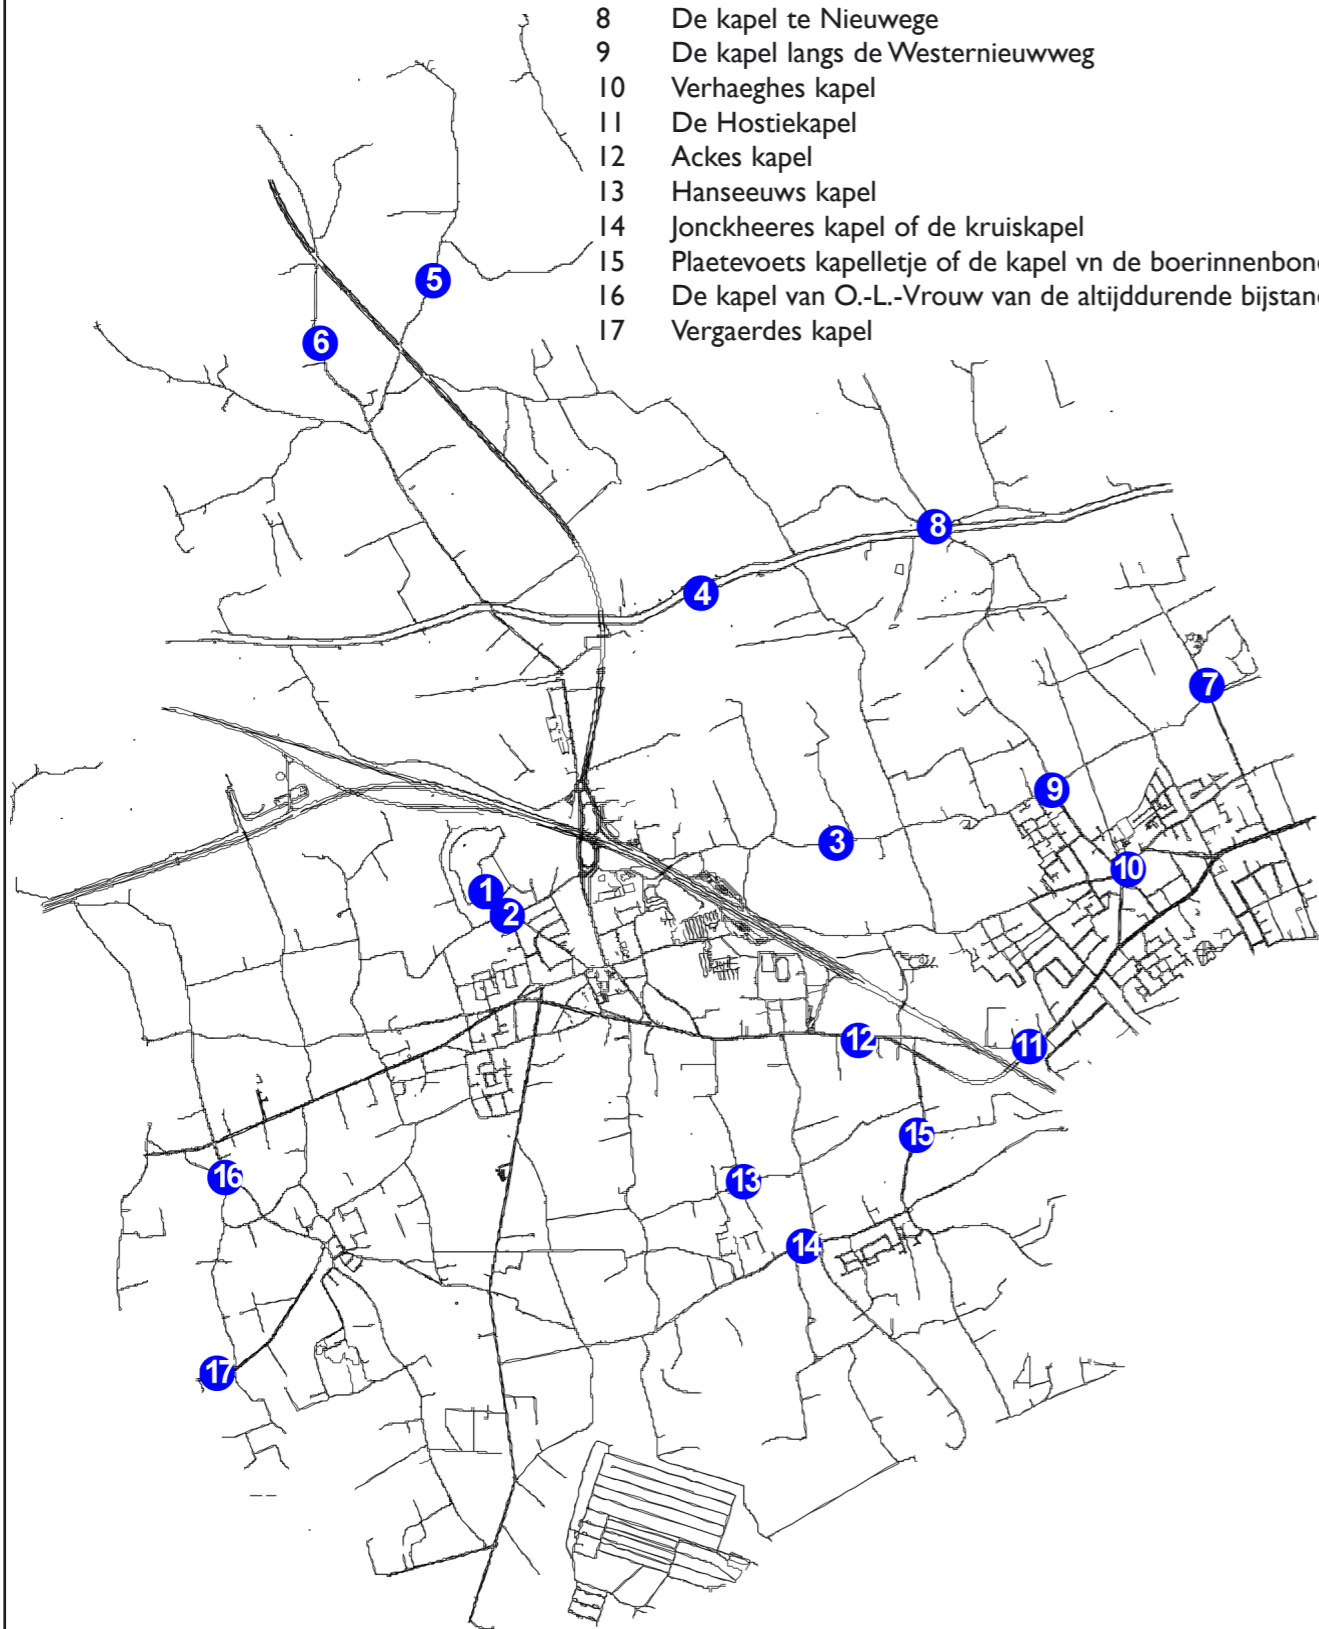 8 De kapel te Nieuwege
9 De kapel langs de Westernieuwweg
10 Verhaeghes kapel
11 De Hostiekapel
12 Ackes kapel
13 Hanseeuws kapel
14 Jonckheeres kapel of de kruiskapel
15 Plaetevoets kapelletje of de kapel vn de boerinnenbon
16 De kapel van O.-L.-Vrouw van de altijddurende bijstan
17 Vergaerdes kapel
5
6
8
4
7
9
3
10
1
2
12
11
15
16
13
14
17